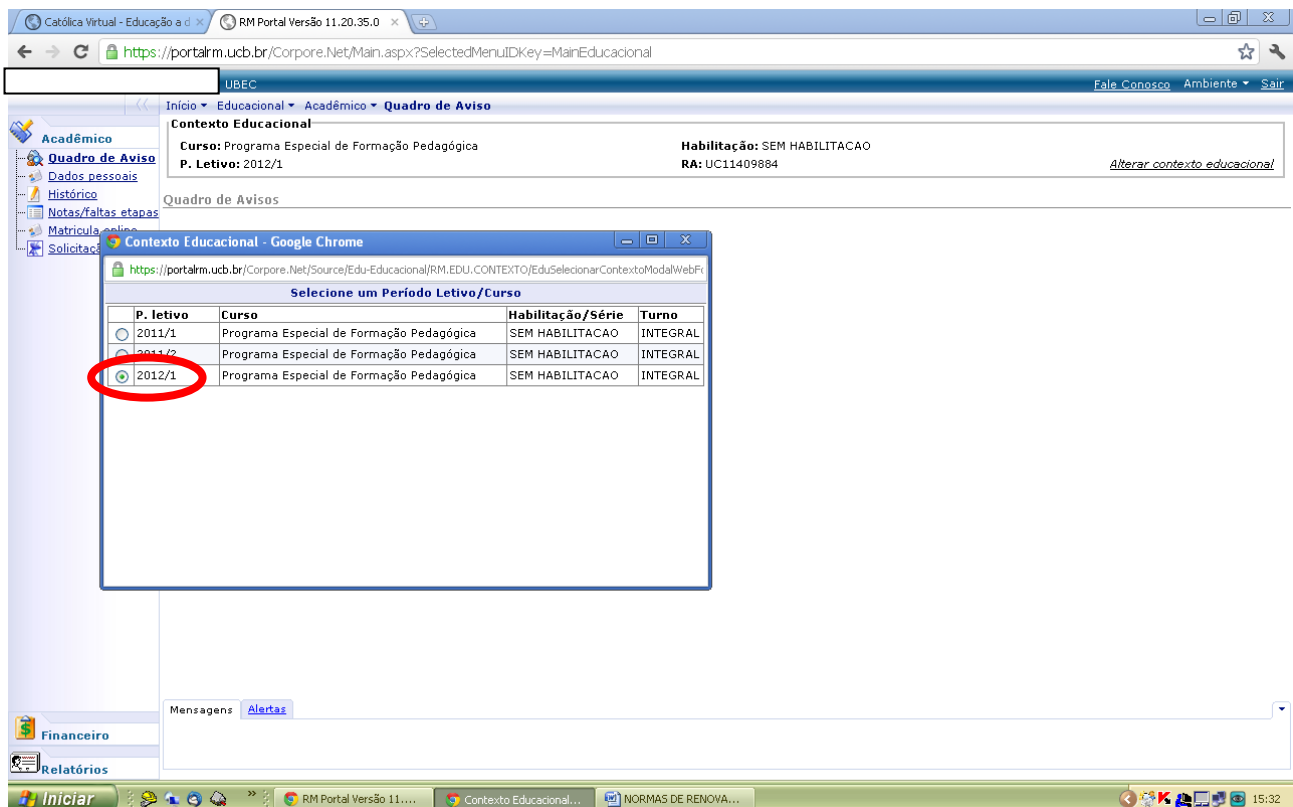 Católica Virtual - Educação a d
RM Portal Versão 11.20.35.0
https://portalrm.ucb.br/Corpore.Net/Main.aspx?SelectedMenuIDKey=MainEducacional
UBEC
Fale Conosco Ambiente Sair
Início Educacional Acadêmico Quadro de Aviso
Acadêmico
Quadro de Aviso
Dados pessoais
Histórico
Notas/faltas etapas
Matricula online
Solicitaç
Contexto Educacional
Curso: Programa Especial de Formação Pedagógica Habilitação: SEM HABILITACAO
P. Letivo: 2012/1 RA: UC11409884 Alterar contexto educacional
Quadro de Avisos
Contexto Educacional - Google Chrome
https://portalrm.ucb.br/Corpore.Net/Source/Edu-Educacional/RM.EDU.CONTEXTO/EduSelecionarContextoModalWebF
Selecione um Período Letivo/Curso
P. letivo Curso Habilitação/Série Turno
2011/1 Programa Especial de Formação Pedagógica SEM HABILITACAO INTEGRAL
2011/2 Programa Especial de Formação Pedagógica SEM HABILITACAO INTEGRAL
2012/1 Programa Especial de Formação Pedagógica SEM HABILITACAO INTEGRAL
Mensagens Alertas
Financeiro
Relatórios
Iniciar » RM Portal Versão 11.... Contexto Educacional... NORMAS DE RENOVA... 15:32